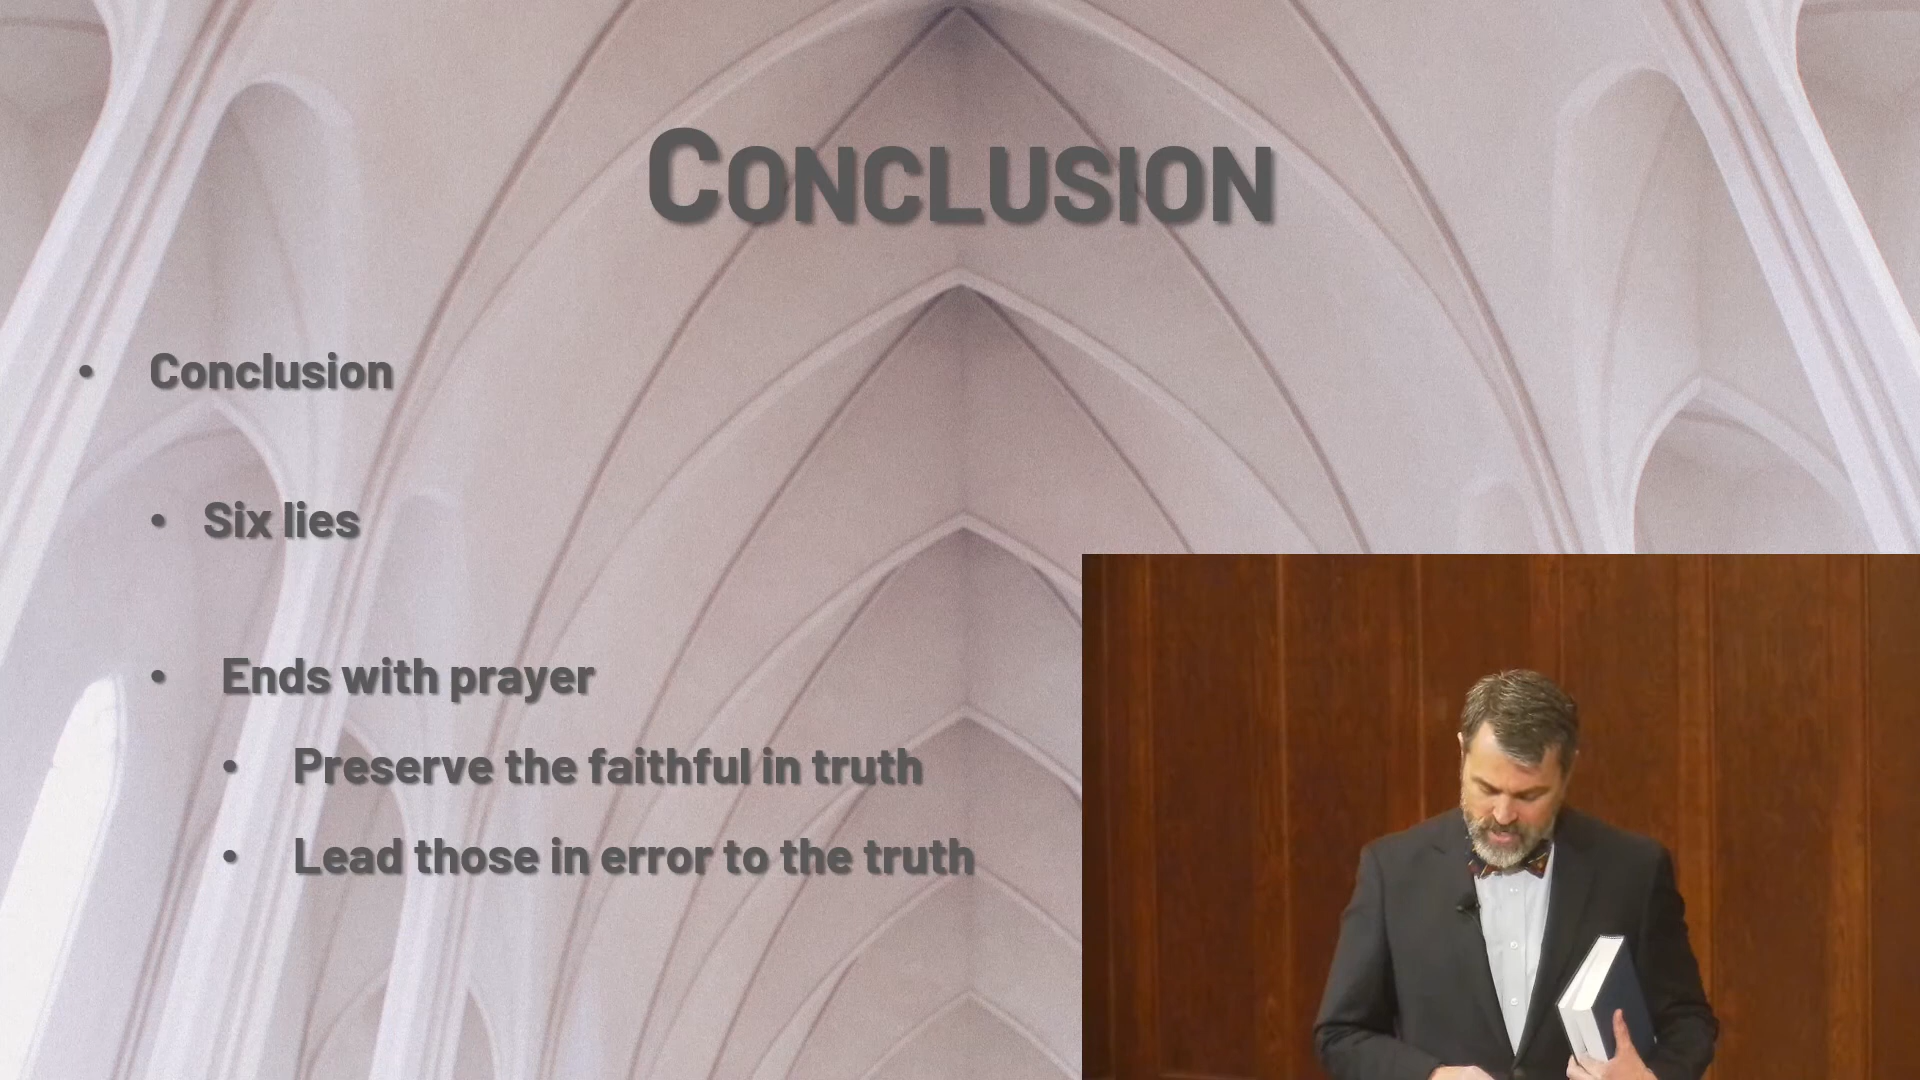 Conclusion
• Conclusion
• Six lies
• Ends with prayer
• Preserve the faithful in truth
• Lead those in error to the truth